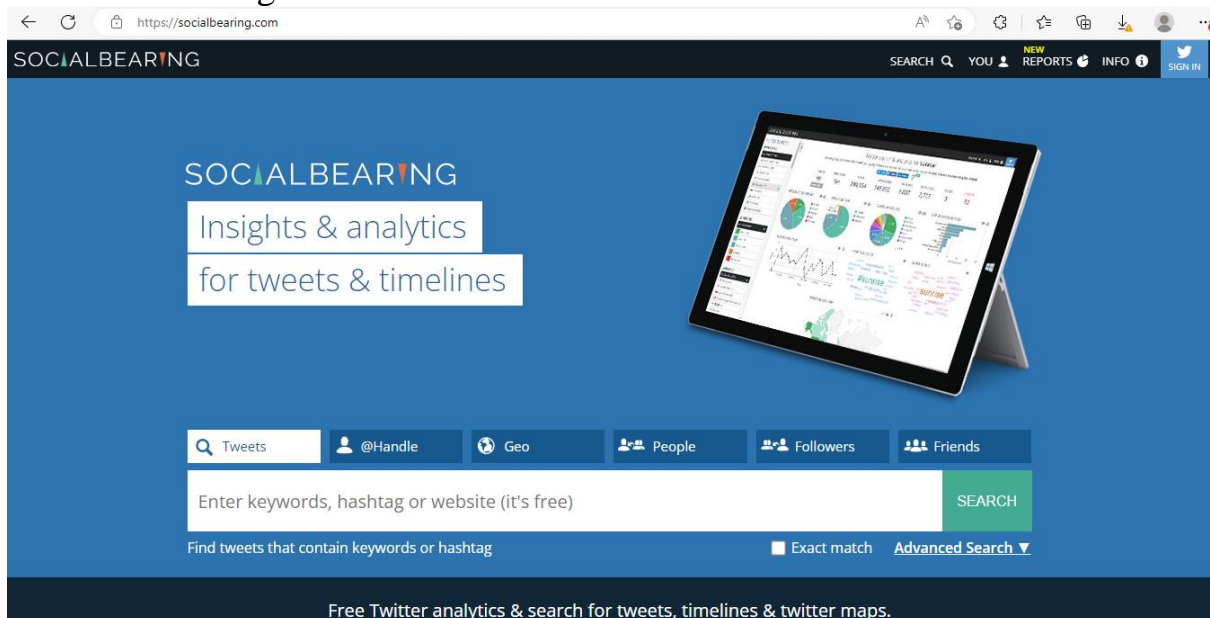 https://socialbearing.com
SOCIALBEARING
SEARCH YOU NEW REPORTS INFO SIGN IN
SOCIALBEARING
Insights & analytics
for tweets & timelines
sunrise
sunrise
Tweets @Handle Geo People Followers Friends
Enter keywords, hashtag or website (it's free) SEARCH
Find tweets that contain keywords or hashtag Exact match Advanced Search ▼
Free Twitter analytics & search for tweets, timelines & twitter maps.